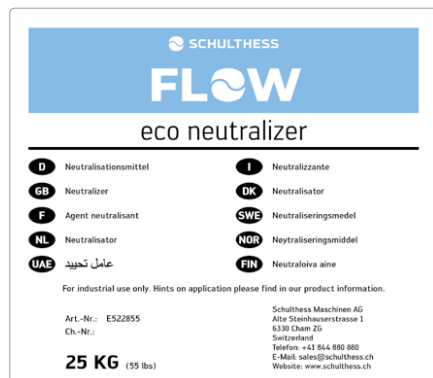 SCHULTHESS
FLOW
eco neutralizer
D Neutralisationsmittel
GB Neutralizer
F Agent neutralisant
NL Neutralisator
UAE عامل تحييد
I Neutralizzante
DK Neutralisator
SWE Neutraliseringsmedel
NOR Nøytraliseringsmiddel
FIN Neutraloiva aine
For industrial use only. Hints on application please find in our product information.
Art.-Nr.: E522855
Ch.-Nr.:
25 KG (55 lbs)
Schulthess Maschinen AG
Alte Steinhauserstrasse 1
6330 Cham ZG
Switzerland
Telefon: +41 844 880 880
E-Mail: sales@schulthess.ch
Website: www.schulthess.ch